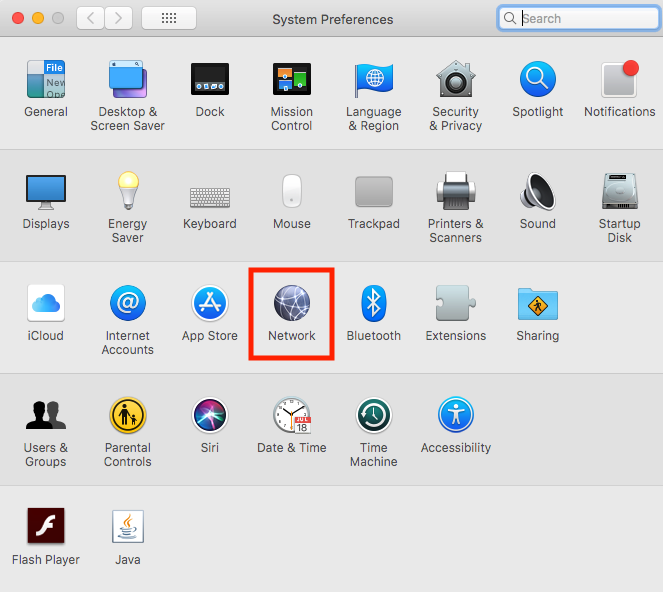 System Preferences
Search
File
New
Ope
General
Desktop &
Screen Saver
Dock
Mission
Control
Language
& Region
Security
& Privacy
Spotlight
Notifications
Displays
Energy
Saver
Keyboard
Mouse
Trackpad
Printers &
Scanners
Sound
Startup
Disk
iCloud
@
Internet
Accounts
App Store
Network
Bluetooth
Extensions
Sharing
Users &
Groups
Parental
Controls
Siri
JUL
18
Date & Time
Time
Machine
Accessibility
Flash Player
Java